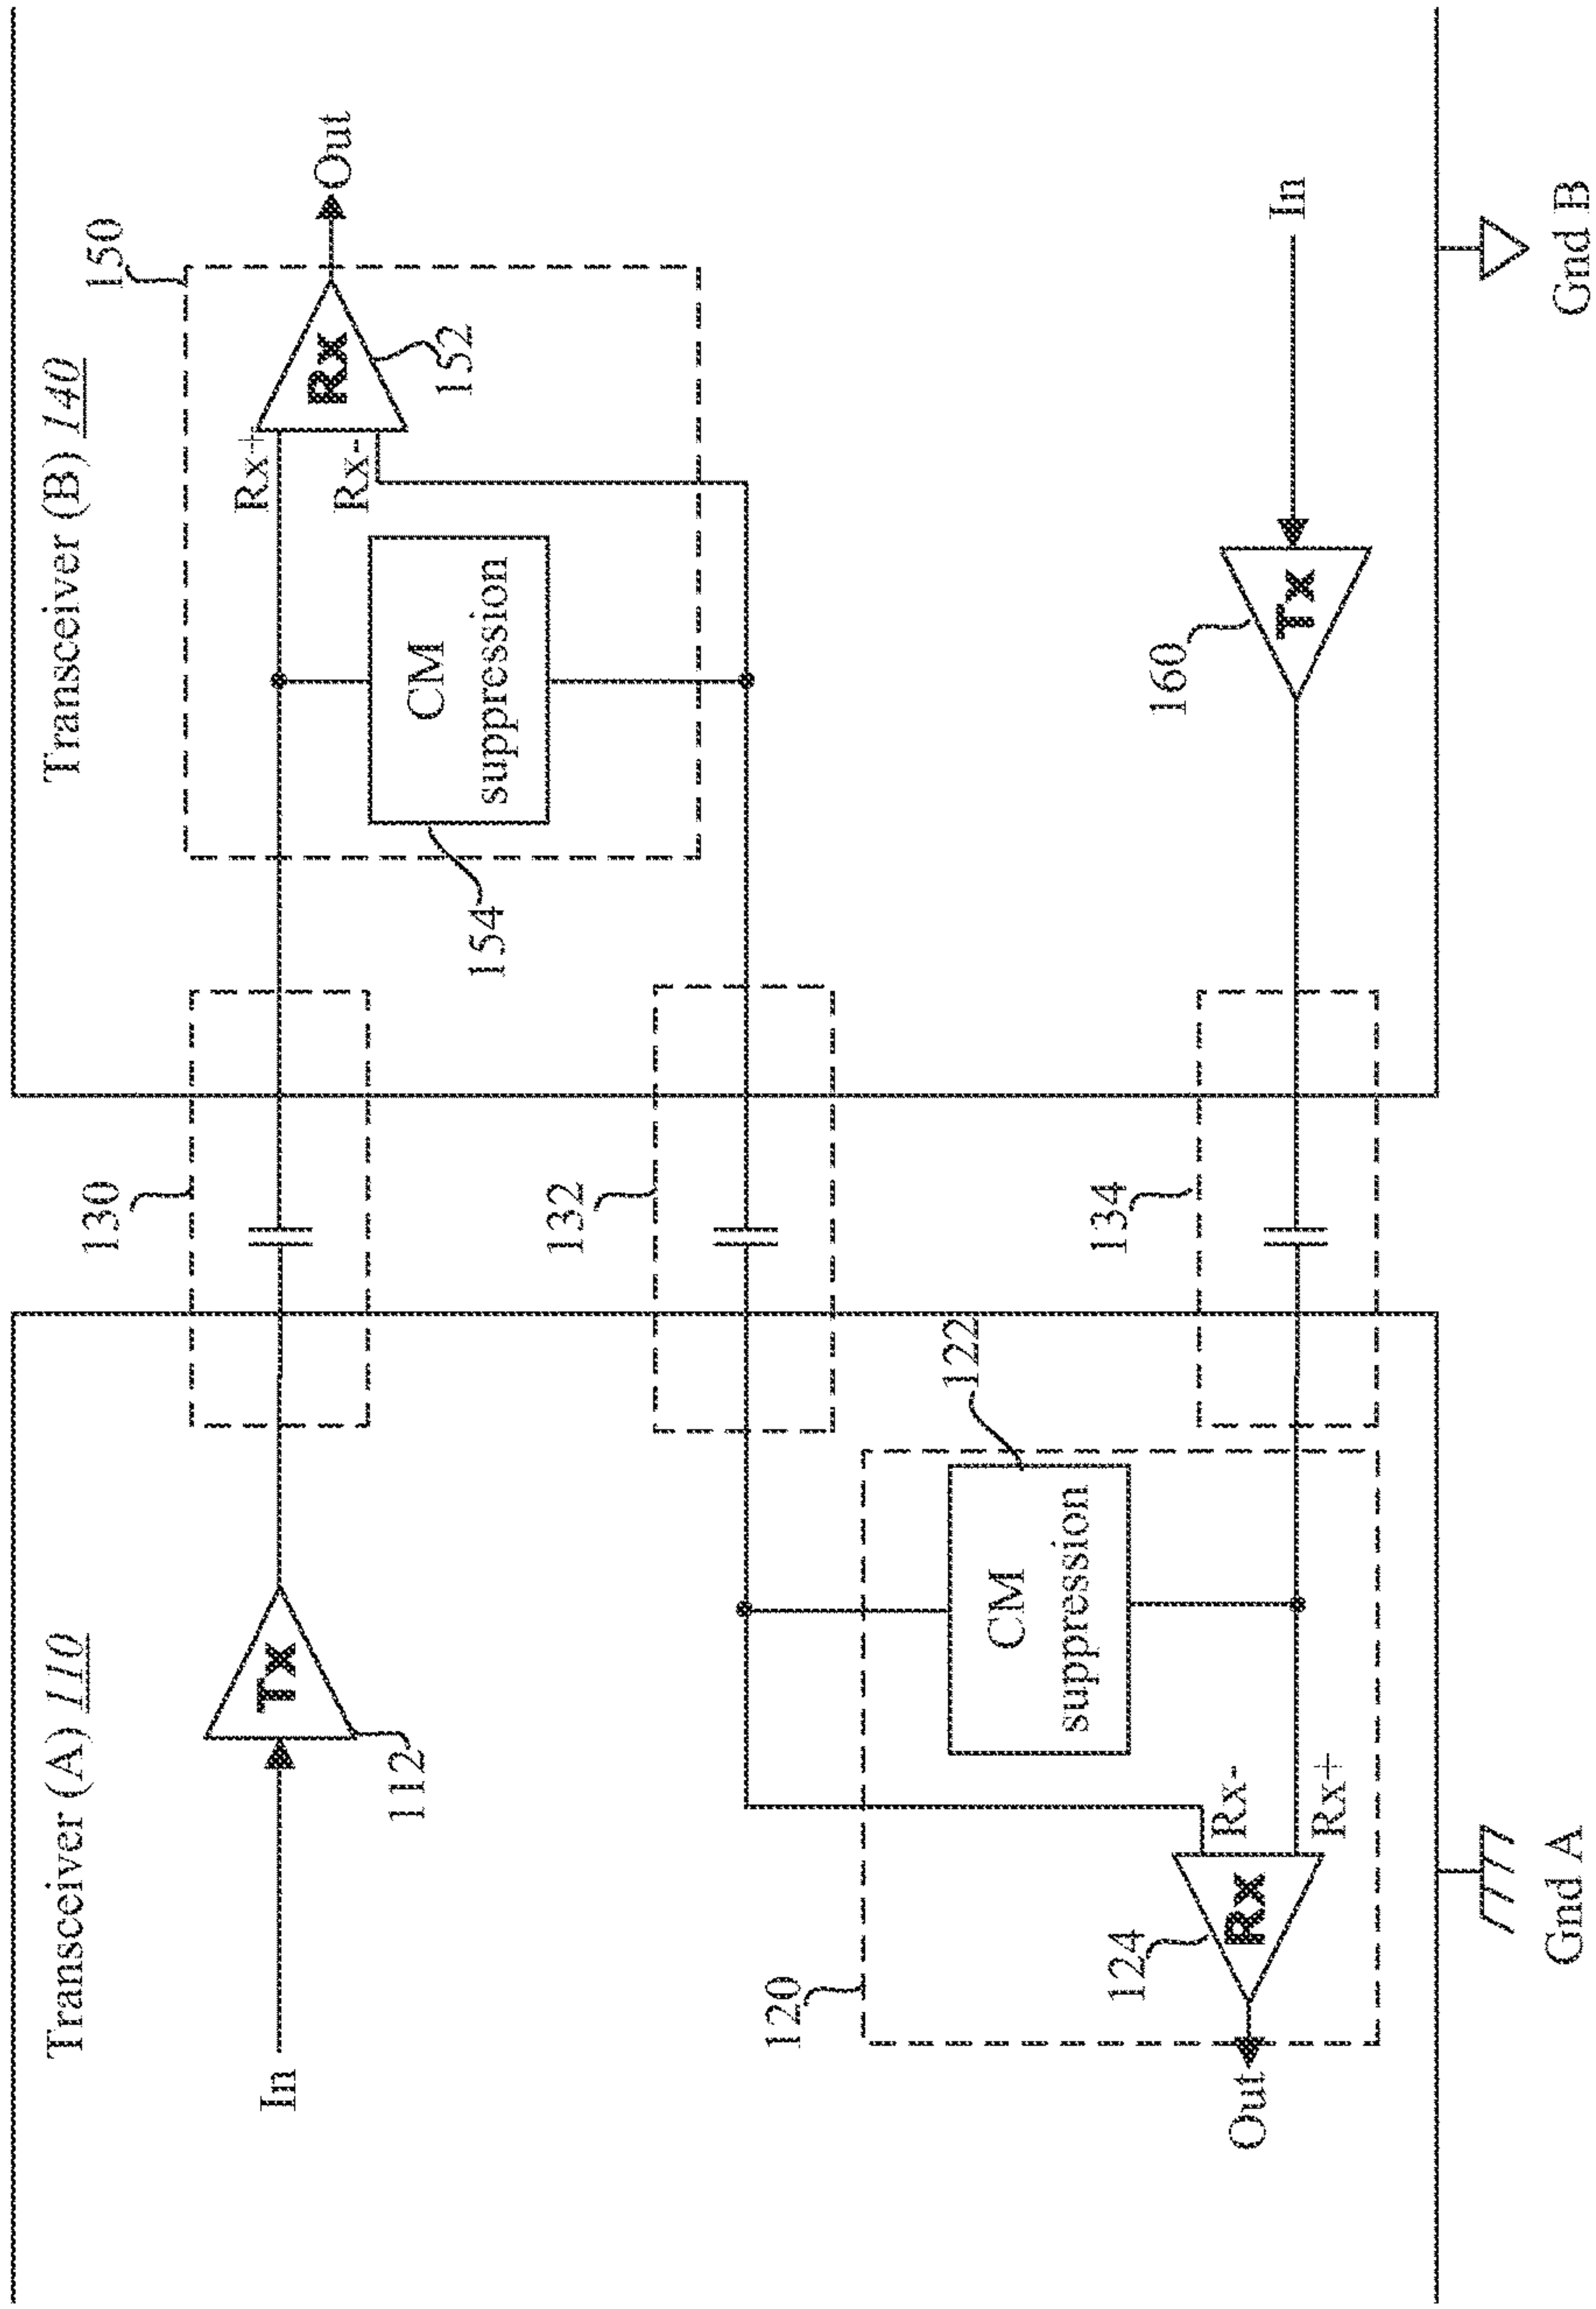 Transceiver (A) 110
Transceiver (B) 140
150
130
Out
In
Tx
112
Rx+
Rx-
Rx
152
CM
suppression
154
132
122
CM
suppression
120
134
160
Tx
In
124
Rx
Rx-
Rx+
Out
Gnd A
Gnd B